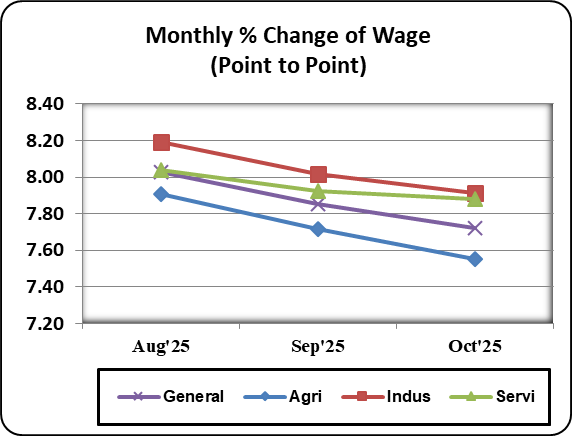 Monthly % Change of Wage
(Point to Point)
8.40
8.20
8.00
7.80
7.60
7.40
7.20
Aug'25 Sep'25 Oct'25
General Agri Indus Servi